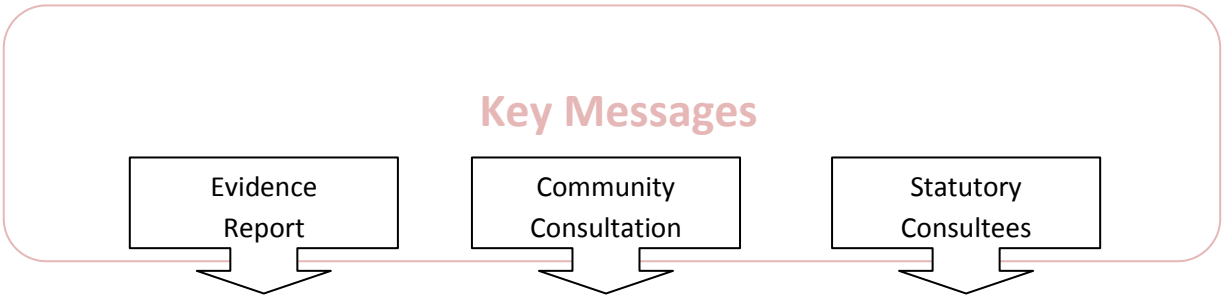 Key Messages
Evidence
Report
Community
Consultation
Statutory
Consultees